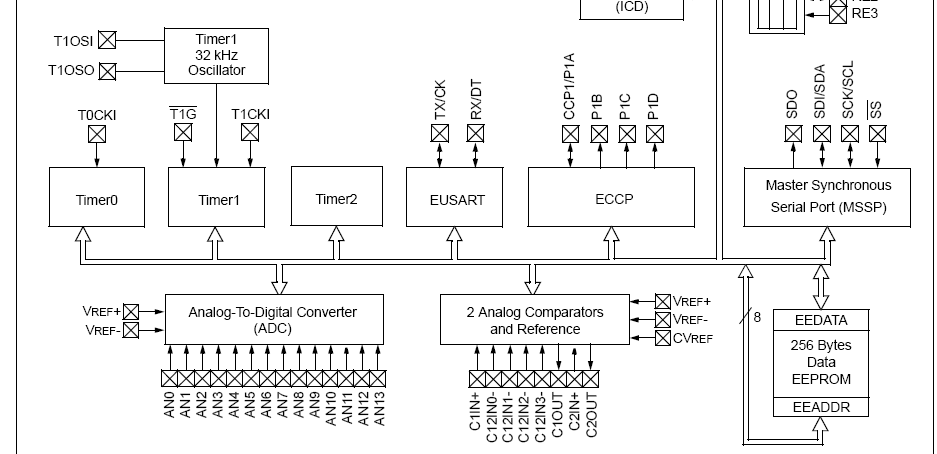 (ICD)
RE3
T1OSI
T1OSO
Timer1
32 kHz
Oscillator
T0CKI
T1G
T1CKI
TX/CK
RX/DT
CCP1/P1A
P1B
P1C
P1D
SDO
SDI/SDA
SCK/SCL
SS
Timer0
Timer1
Timer2
EUSART
ECCP
Master Synchronous
Serial Port (MSSP)
VREF+
VREF-
Analog-To-Digital Converter
(ADC)
2 Analog Comparators
and Reference
VREF+
VREF-
CVREF
8
EEDATA
256 Bytes
Data
EEPROM
EEADDR
AN0
AN1
AN2
AN3
AN4
AN5
AN6
AN7
AN8
AN9
AN10
AN11
AN12
AN13
C1IN+
C12IN0-
C12IN1-
C12IN2-
C12IN3-
C1OUT
C2IN+
C2OUT